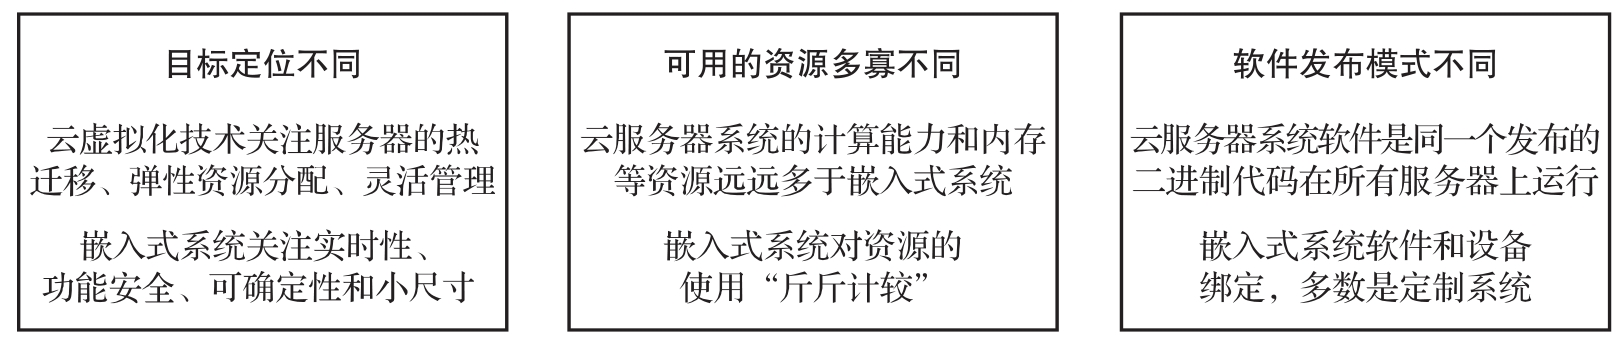 目标定位不同
云虚拟化技术关注服务器的热
迁移、弹性资源分配、灵活管理
嵌入式系统关注实时性、
功能安全、可确定性和小尺寸
可用的资源多寡不同
云服务器系统的计算能力和内存
等资源远远多于嵌入式系统
嵌入式系统对资源的
使用“斤斤计较”
软件发布模式不同
云服务器系统软件是同一个发布的
二进制代码在所有服务器上运行
嵌入式系统软件和设备
绑定，多数是定制系统